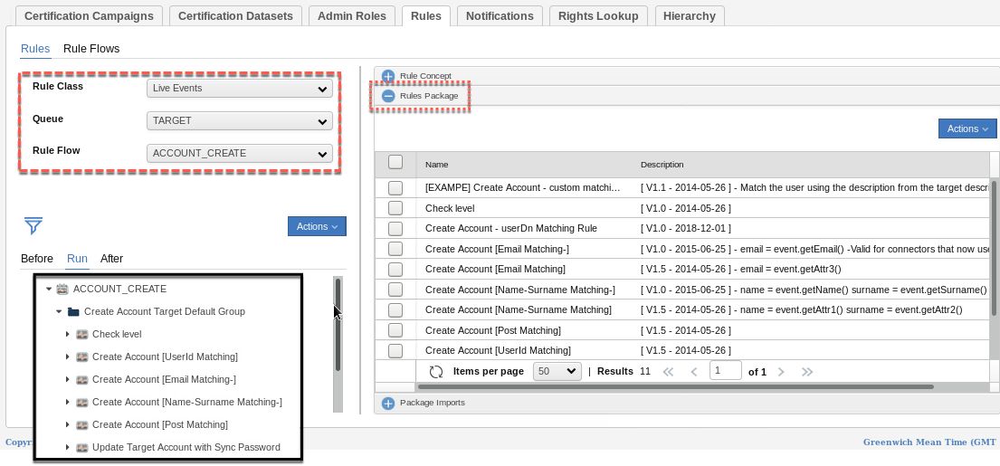 Certification Campaigns Certification Datasets Admin Roles Rules Notifications Rights Lookup Hierarchy
Rules Rule Flows
Rule Class Live Events
Queue TARGET
Rule Flow ACCOUNT_CREATE
Actions
Before Run After
ACCOUNT_CREATE
Create Account Target Default Group
Check level
Create Account [UserId Matching]
Create Account [Email Matching-]
Create Account [Name-Surname Matching-]
Create Account [Post Matching]
Update Target Account with Sync Password
Rule Concept
Rules Package
Actions
Name Description
[EXAMPE] Create Account - custom matchi... [ V1.1 - 2014-05-26 ] - Match the user using the description from the target descri
Check level [ V1.0 - 2014-05-26 ]
Create Account - userDn Matching Rule [ V1.0 - 2018-12-01 ]
Create Account [Email Matching-] [ V1.0 - 2015-06-25 ] - email = event.getEmail() -Valid for connectors that now use
Create Account [Email Matching] [ V1.5 - 2014-05-26 ] - email = event.getAttr3()
Create Account [Name-Surname Matching-] [ V1.0 - 2015-06-25 ] - name = event.getName() surname = event.getSurname()
Create Account [Name-Surname Matching] [ V1.5 - 2014-05-26 ] - name = event.getAttr1() surname = event.getAttr2()
Create Account [Post Matching] [ V1.5 - 2014-05-26 ]
Create Account [UserId Matching] [ V1.5 - 2014-05-26 ]
Items per page 50 | Results 11 1 of 1
Package Imports
Copyr
Greenwich Mean Time (GMT